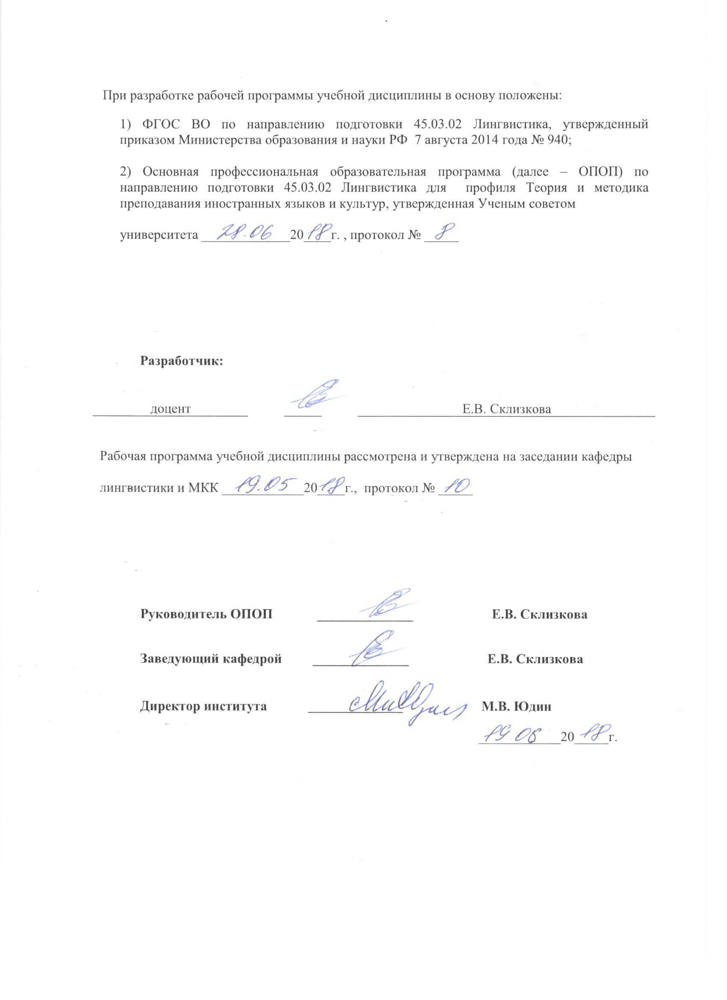 При разработке рабочей программы учебной дисциплины в основу положены:
1) ФГОС ВО по направлению подготовки 45.03.02 Лингвистика, утвержденный
приказом Министерства образования и науки РФ 7 августа 2014 года № 940;
2) Основная профессиональная образовательная программа (далее – ОПОП) по
направлению подготовки 45.03.02 Лингвистика для профиля Теория и методика
преподавания иностранных языков и культур, утвержденная Ученым советом
университета 28.06 2018г. , протокол № 8
Разработчик:
доцент Е.В. Склизкова
Рабочая программа учебной дисциплины рассмотрена и утверждена на заседании кафедры
лингвистики и МКК 19.05 2018г., протокол № 10
Руководитель ОПОП Е.В. Склизкова
Заведующий кафедрой Е.В. Склизкова
Директор института М.В. Юдин
19.06 2018г.